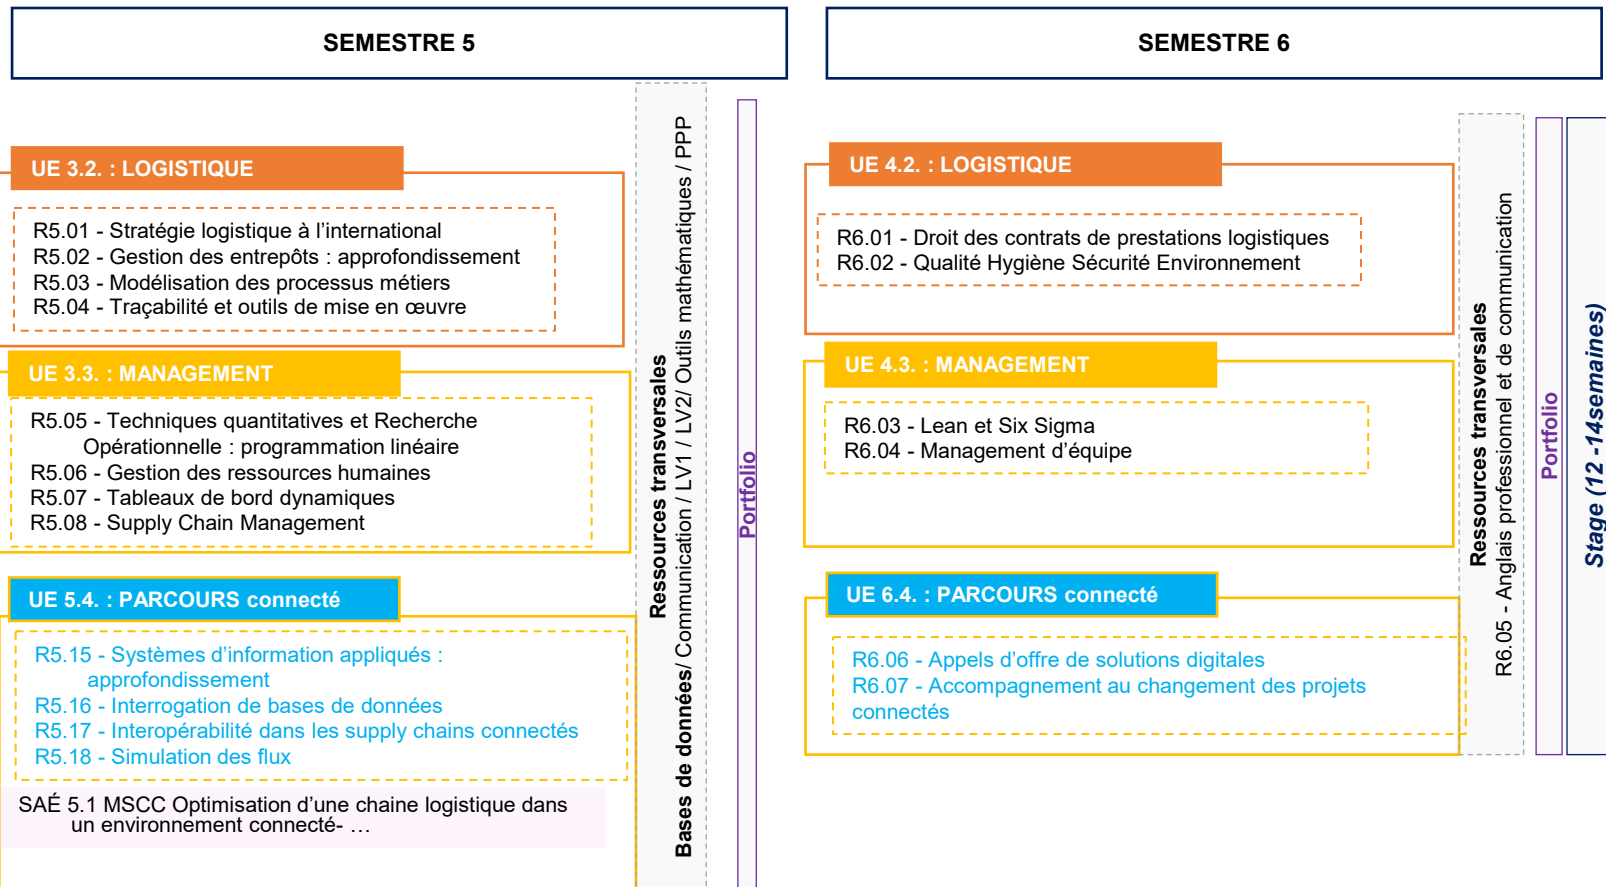 SEMESTRE 5
UE 3.2. : LOGISTIQUE
R5.01 - Stratégie logistique à l'international
R5.02 - Gestion des entrepôts : approfondissement
R5.03 - Modélisation des processus métiers
R5.04 - Traçabilité et outils de mise en œuvre
UE 3.3. : MANAGEMENT
R5.05 - Techniques quantitatives et Recherche
Opérationnelle : programmation linéaire
R5.06 - Gestion des ressources humaines
R5.07 - Tableaux de bord dynamiques
R5.08 - Supply Chain Management
UE 5.4. : PARCOURS connecté
R5.15 - Systèmes d'information appliqués :
approfondissement
R5.16 - Interrogation de bases de données
R5.17 - Interopérabilité dans les supply chains connectés
R5.18 - Simulation des flux
SAÉ 5.1 MSCC Optimisation d'une chaine logistique dans
un environnement connecté- …
Ressources transversales
Bases de données/ Communication / LV1 / LV2/ Outils mathématiques / PPP
Portfolio
SEMESTRE 6
UE 4.2. : LOGISTIQUE
R6.01 - Droit des contrats de prestations logistiques
R6.02 - Qualité Hygiène Sécurité Environnement
UE 4.3. : MANAGEMENT
R6.03 - Lean et Six Sigma
R6.04 - Management d'équipe
UE 6.4. : PARCOURS connecté
R6.06 - Appels d'offre de solutions digitales
R6.07 - Accompagnement au changement des projets
connectés
Ressources transversales
R6.05 - Anglais professionnel et de communication
Portfolio
Stage (12 -14semaines)